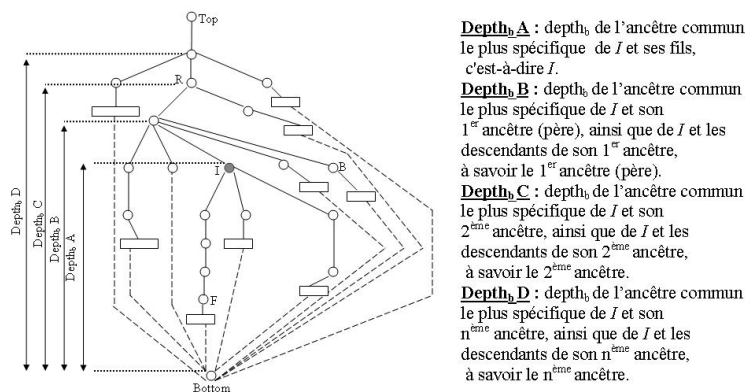 Top
R
I
B
F
Bottom
Depth_b D
Depth_b C
Depth_b B
Depth_b A
Depth_b A : depth_b de l'ancêtre commun
le plus spécifique de I et ses fils,
c'est-à-dire I.
Depth_b B : depth_b de l'ancêtre commun
le plus spécifique de I et son
1er ancêtre (père), ainsi que de I et les
descendants de son 1er ancêtre,
à savoir le 1er ancêtre (père).
Depth_b C : depth_b de l'ancêtre commun
le plus spécifique de I et son
2ème ancêtre, ainsi que de I et les
descendants de son 2ème ancêtre,
à savoir le 2ème ancêtre.
Depth_b D : depth_b de l'ancêtre commun
le plus spécifique de I et son
nème ancêtre, ainsi que de I et les
descendants de son nème ancêtre,
à savoir le nème ancêtre.